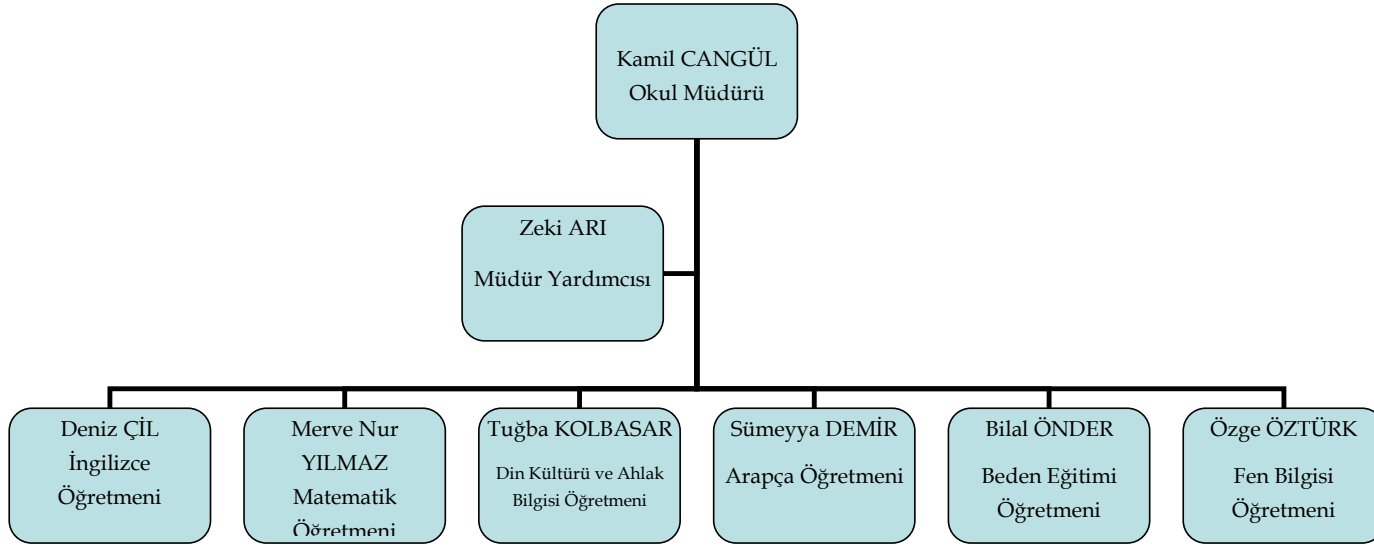 Kamil CANGÜL
Okul Müdürü
Zeki ARI
Müdür Yardımcısı
Deniz ÇİL
İngilizce
Öğretmeni
Merve Nur
YILMAZ
Matematik
Öğretmeni
Tuğba KOLBASAR
Din Kültürü ve Ahlak
Bilgisi Öğretmeni
Sümeyya DEMİR
Arapça Öğretmeni
Bilal ÖNDER
Beden Eğitimi
Öğretmeni
Özge ÖZTÜRK
Fen Bilgisi
Öğretmeni